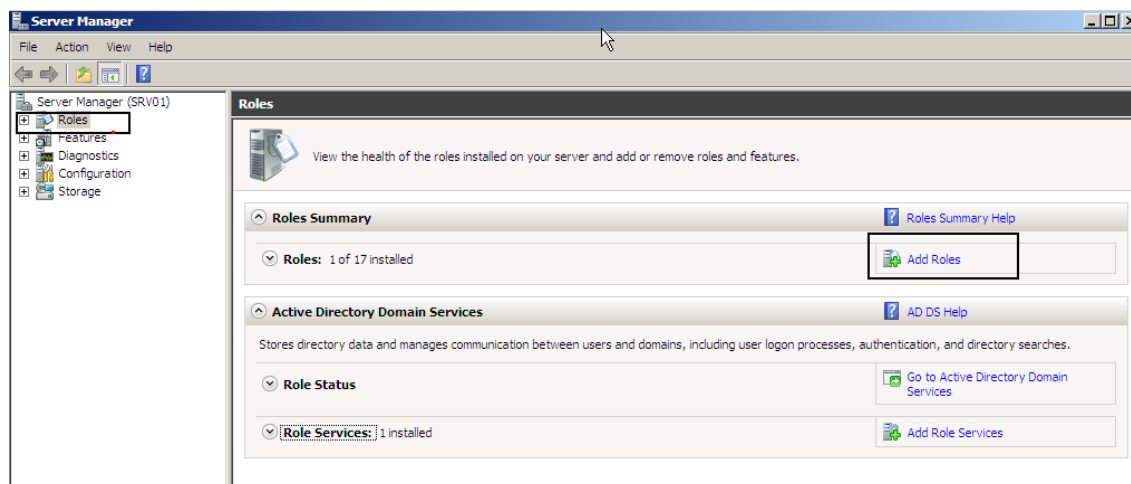 Server Manager
File Action View Help
Server Manager (SRV01)
Roles
Features
Diagnostics
Configuration
Storage
Roles
View the health of the roles installed on your server and add or remove roles and features.
Roles Summary
Roles Summary Help
Roles: 1 of 17 installed
Add Roles
Active Directory Domain Services
AD DS Help
Stores directory data and manages communication between users and domains, including user logon processes, authentication, and directory searches.
Role Status
Go to Active Directory Domain
Services
Role Services: 1 installed
Add Role Services